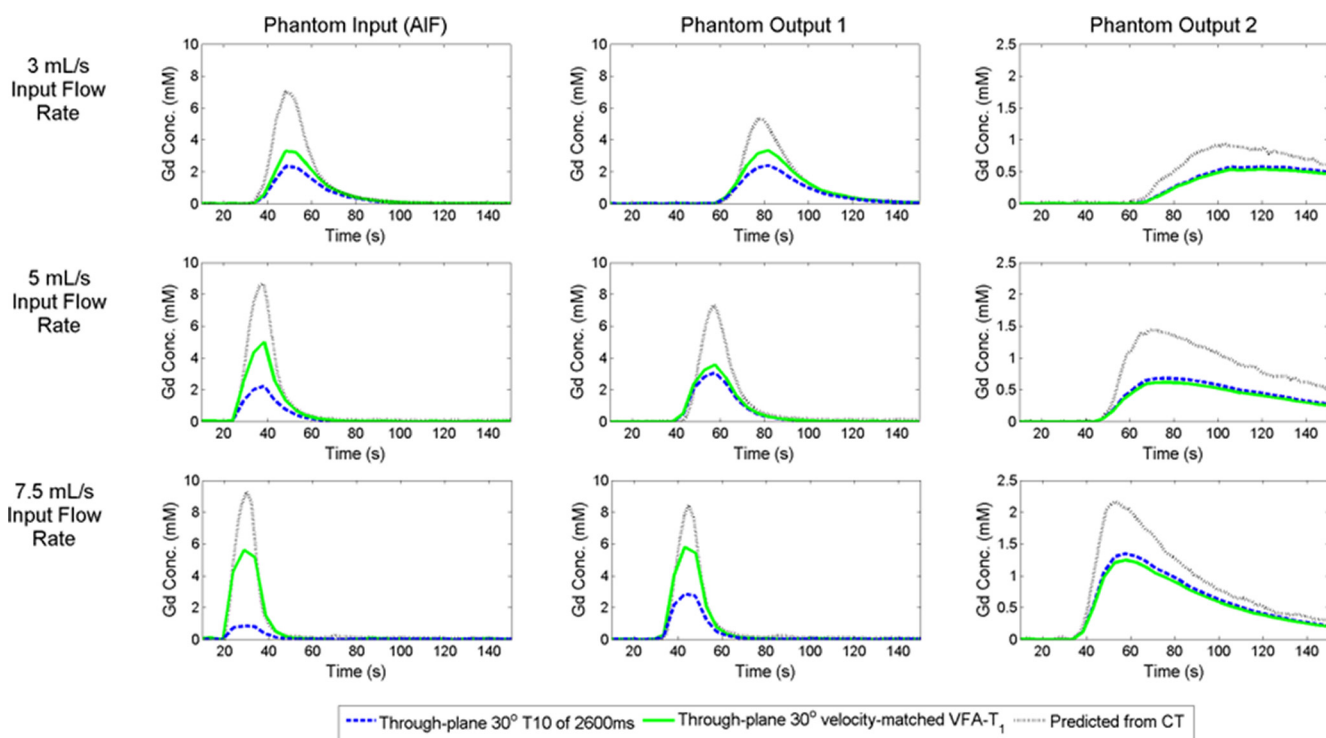 Phantom Input (AIF)
Phantom Output 1
Phantom Output 2
3 mL/s
Input Flow
Rate
Gd Conc. (mM)
10
8
6
4
2
0
20 40 60 80 100 120 140
Time (s)
Gd Conc. (mM)
10
8
6
4
2
0
20 40 60 80 100 120 140
Time (s)
Gd Conc. (mM)
2.5
2
1.5
1
0.5
0
20 40 60 80 100 120 140
Time (s)
5 mL/s
Input Flow
Rate
Gd Conc. (mM)
10
8
6
4
2
0
20 40 60 80 100 120 140
Time (s)
Gd Conc. (mM)
10
8
6
4
2
0
20 40 60 80 100 120 140
Time (s)
Gd Conc. (mM)
2.5
2
1.5
1
0.5
0
20 40 60 80 100 120 140
Time (s)
7.5 mL/s
Input Flow
Rate
Gd Conc. (mM)
10
8
6
4
2
0
20 40 60 80 100 120 140
Time (s)
Gd Conc. (mM)
10
8
6
4
2
0
20 40 60 80 100 120 140
Time (s)
Gd Conc. (mM)
2.5
2
1.5
1
0.5
0
20 40 60 80 100 120 140
Time (s)
Through-plane 30° T10 of 2600ms Through-plane 30° velocity-matched VFA-T₁ Predicted from CT